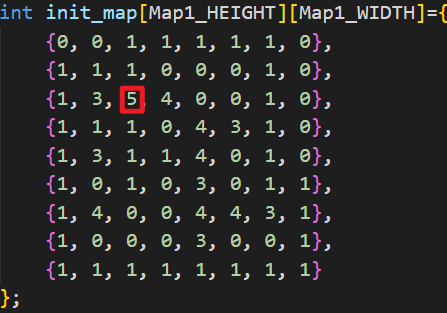 int init_map[Map1_HEIGHT][Map1_WIDTH]={
{0, 0, 1, 1, 1, 1, 1, 0},
{1, 1, 1, 0, 0, 0, 1, 0},
{1, 3, 5, 4, 0, 0, 1, 0},
{1, 1, 1, 0, 4, 3, 1, 0},
{1, 3, 1, 1, 4, 0, 1, 0},
{1, 0, 1, 0, 3, 0, 1, 1},
{1, 4, 0, 0, 4, 4, 3, 1},
{1, 0, 0, 0, 3, 0, 0, 1},
{1, 1, 1, 1, 1, 1, 1, 1}
};